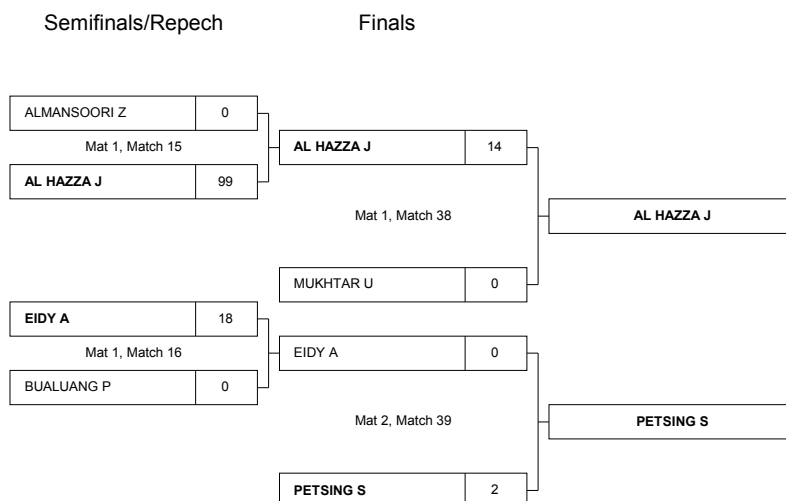 Semifinals/Repech Finals
ALMANSOORI Z 0
Mat 1, Match 15
AL HAZZA J 14
AL HAZZA J 99
Mat 1, Match 38
AL HAZZA J
MUKHTAR U 0
EIDY A 18
Mat 1, Match 16
EIDY A 0
BUALUANG P 0
Mat 2, Match 39
PETSING S
PETSING S 2